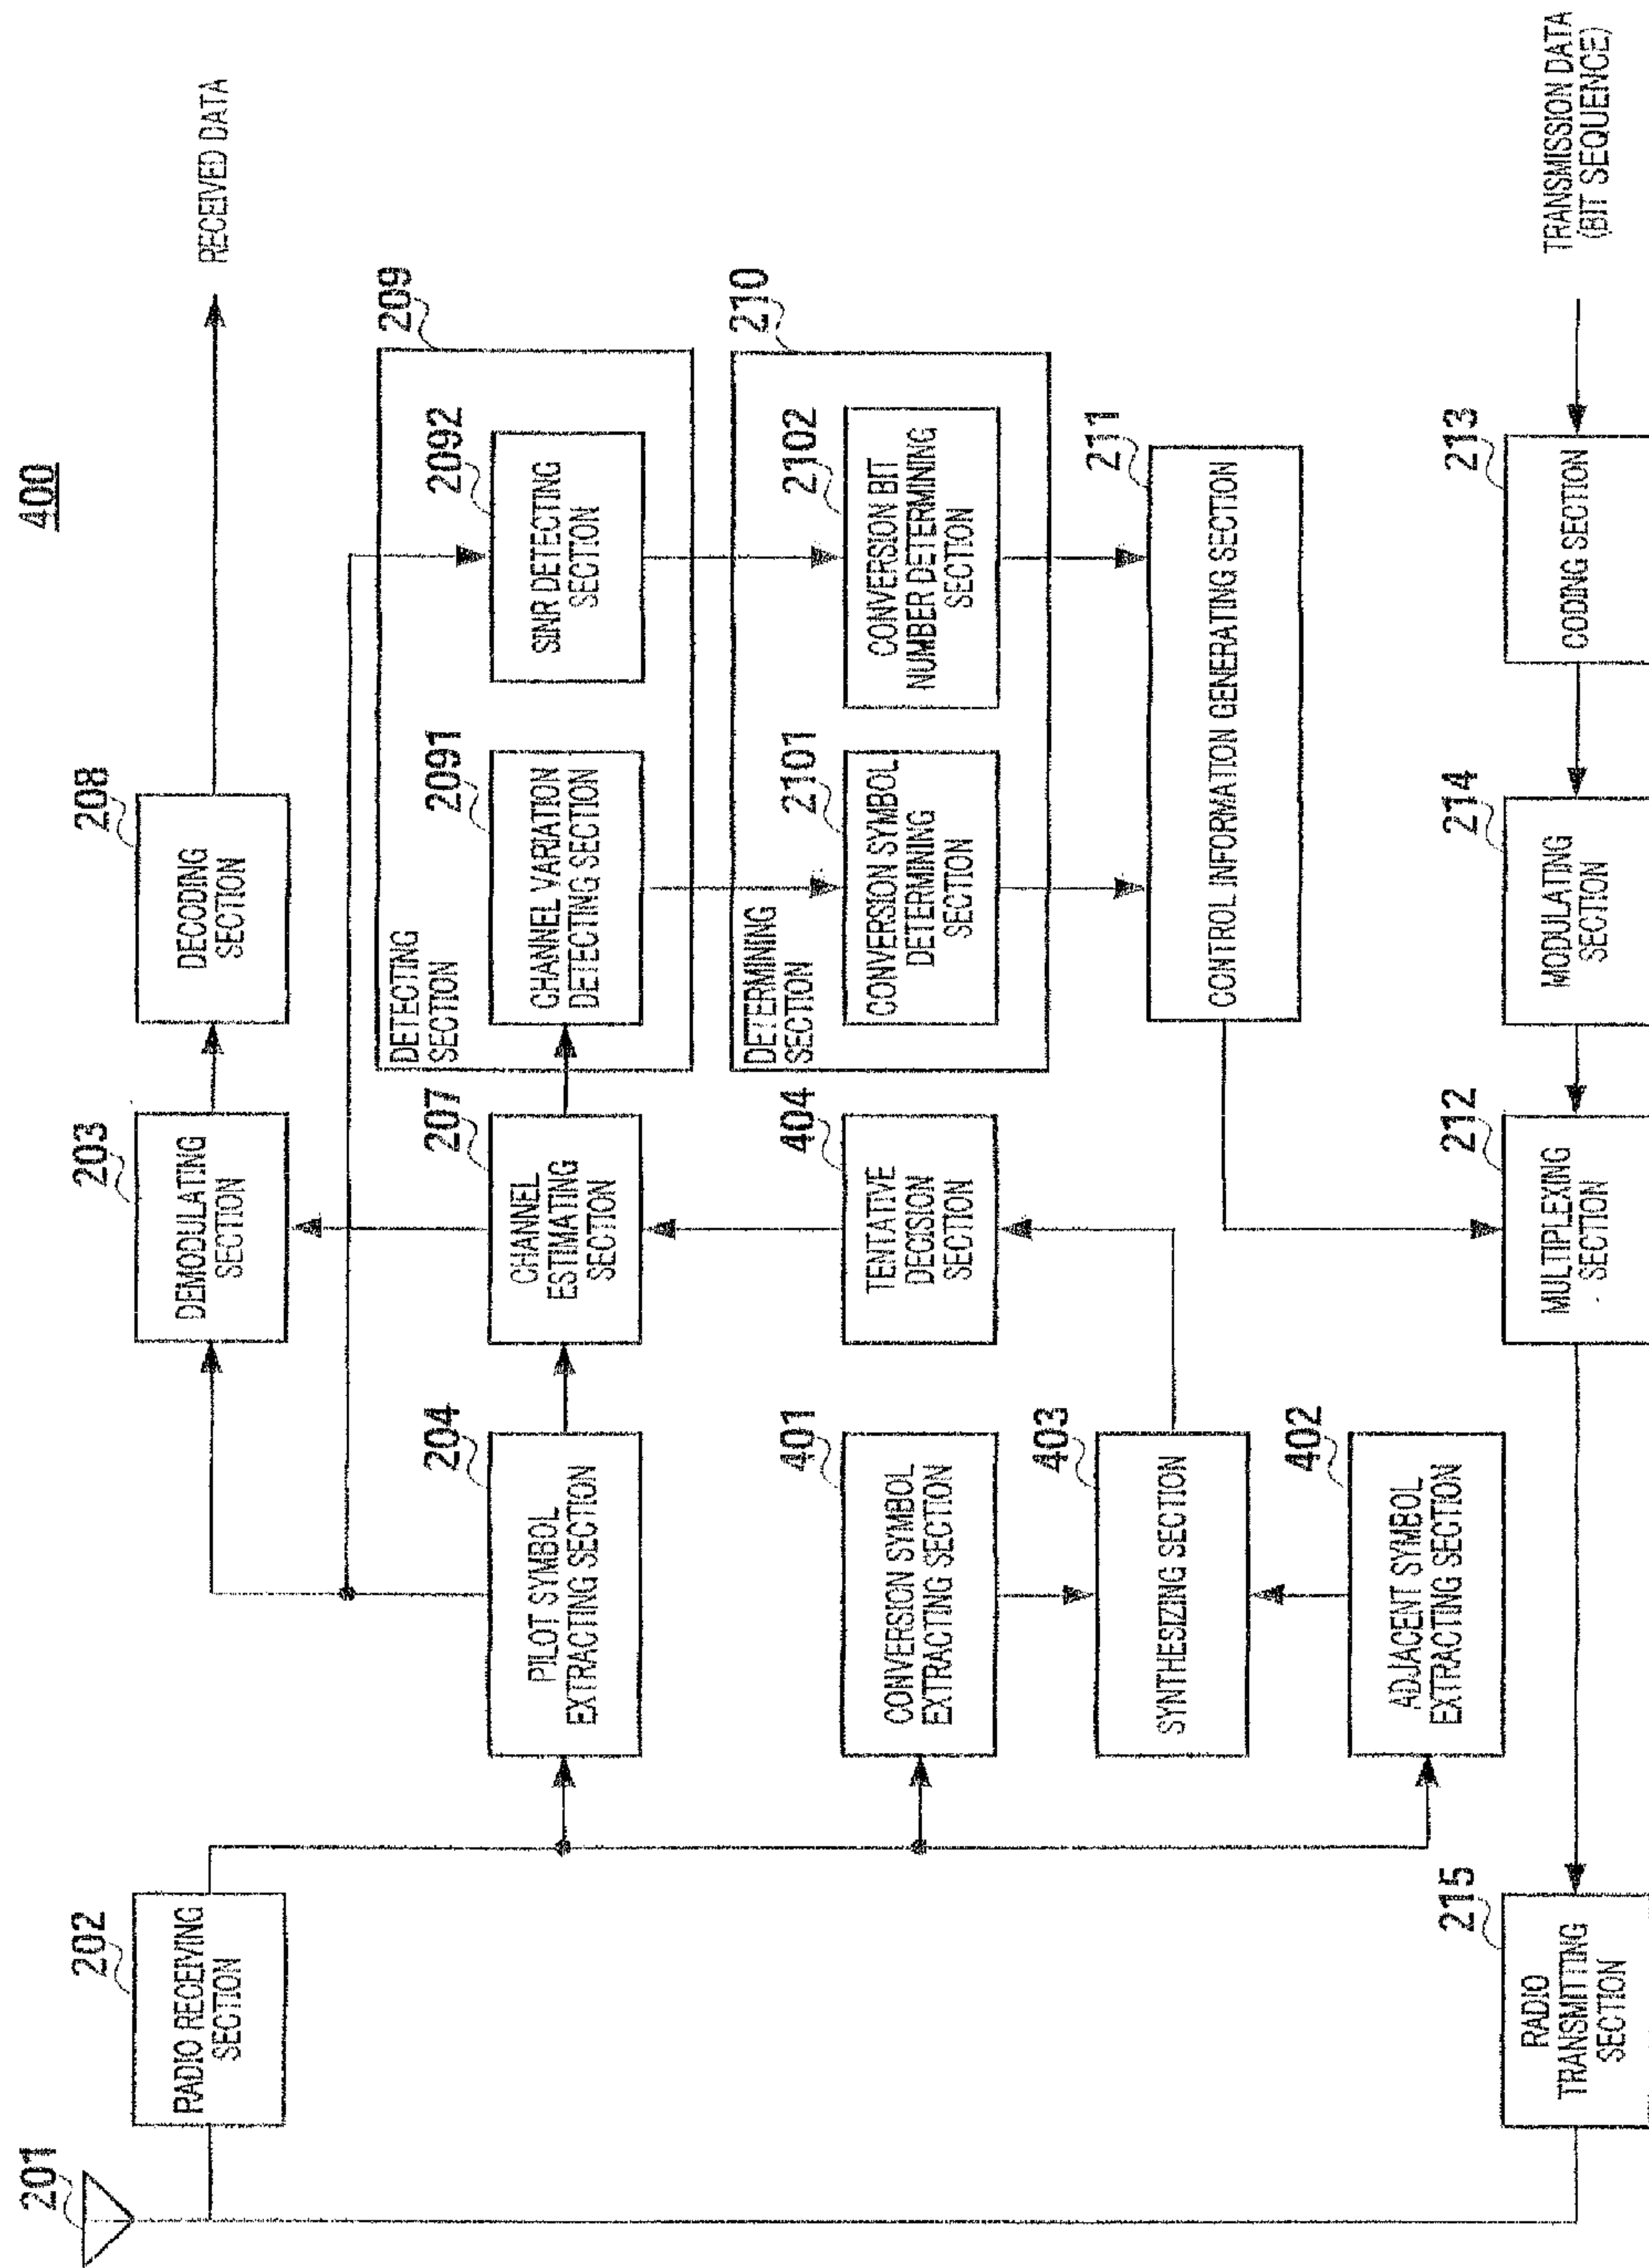 400
201
202
RADIO RECEIVING
SECTION
203
DEMODULATING
SECTION
208
DECODING
SECTION
RECEIVED DATA
204
PILOT SYMBOL
EXTRACTING SECTION
207
CHANNEL
ESTIMATING
SECTION
209
DETECTING
SECTION
2091
CHANNEL VARIATION
DETECTING SECTION
2092
SINR DETECTING
SECTION
401
CONVERSION SYMBOL
EXTRACTING SECTION
404
TENTATIVE
DECISION
SECTION
210
DETERMINING
SECTION
2101
CONVERSION SYMBOL
DETERMINING
SECTION
2102
CONVERSION BIT
NUMBER DETERMINING
SECTION
403
SYNTHESIZING SECTION
211
CONTROL INFORMATION GENERATING SECTION
402
ADJACENT SYMBOL
EXTRACTING SECTION
215
RADIO
TRANSMITTING
SECTION
212
MULTIPLEXING
SECTION
214
MODULATING
SECTION
213
CODING SECTION
TRANSMISSION DATA
(BIT SEQUENCE)